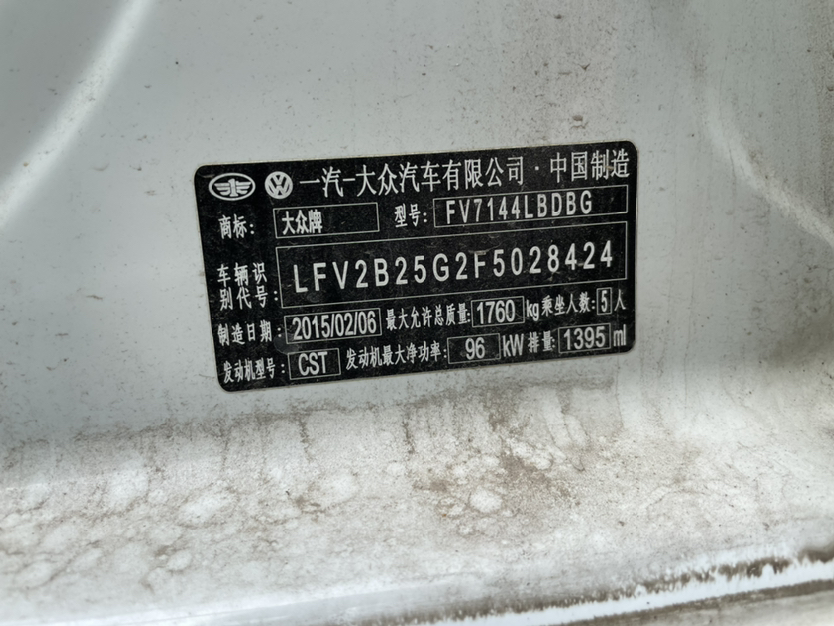 一汽-大众汽车有限公司·中国制造
商标: 大众牌 型号: FV7144LBDBG
车辆识别代号: LFV2B25G2F5028424
制造日期: 2015/02/06 最大允许总质量: 1760 kg 乘坐人数: 5 人
发动机型号: CST 发动机最大净功率: 96 kW 排量: 1395 ml